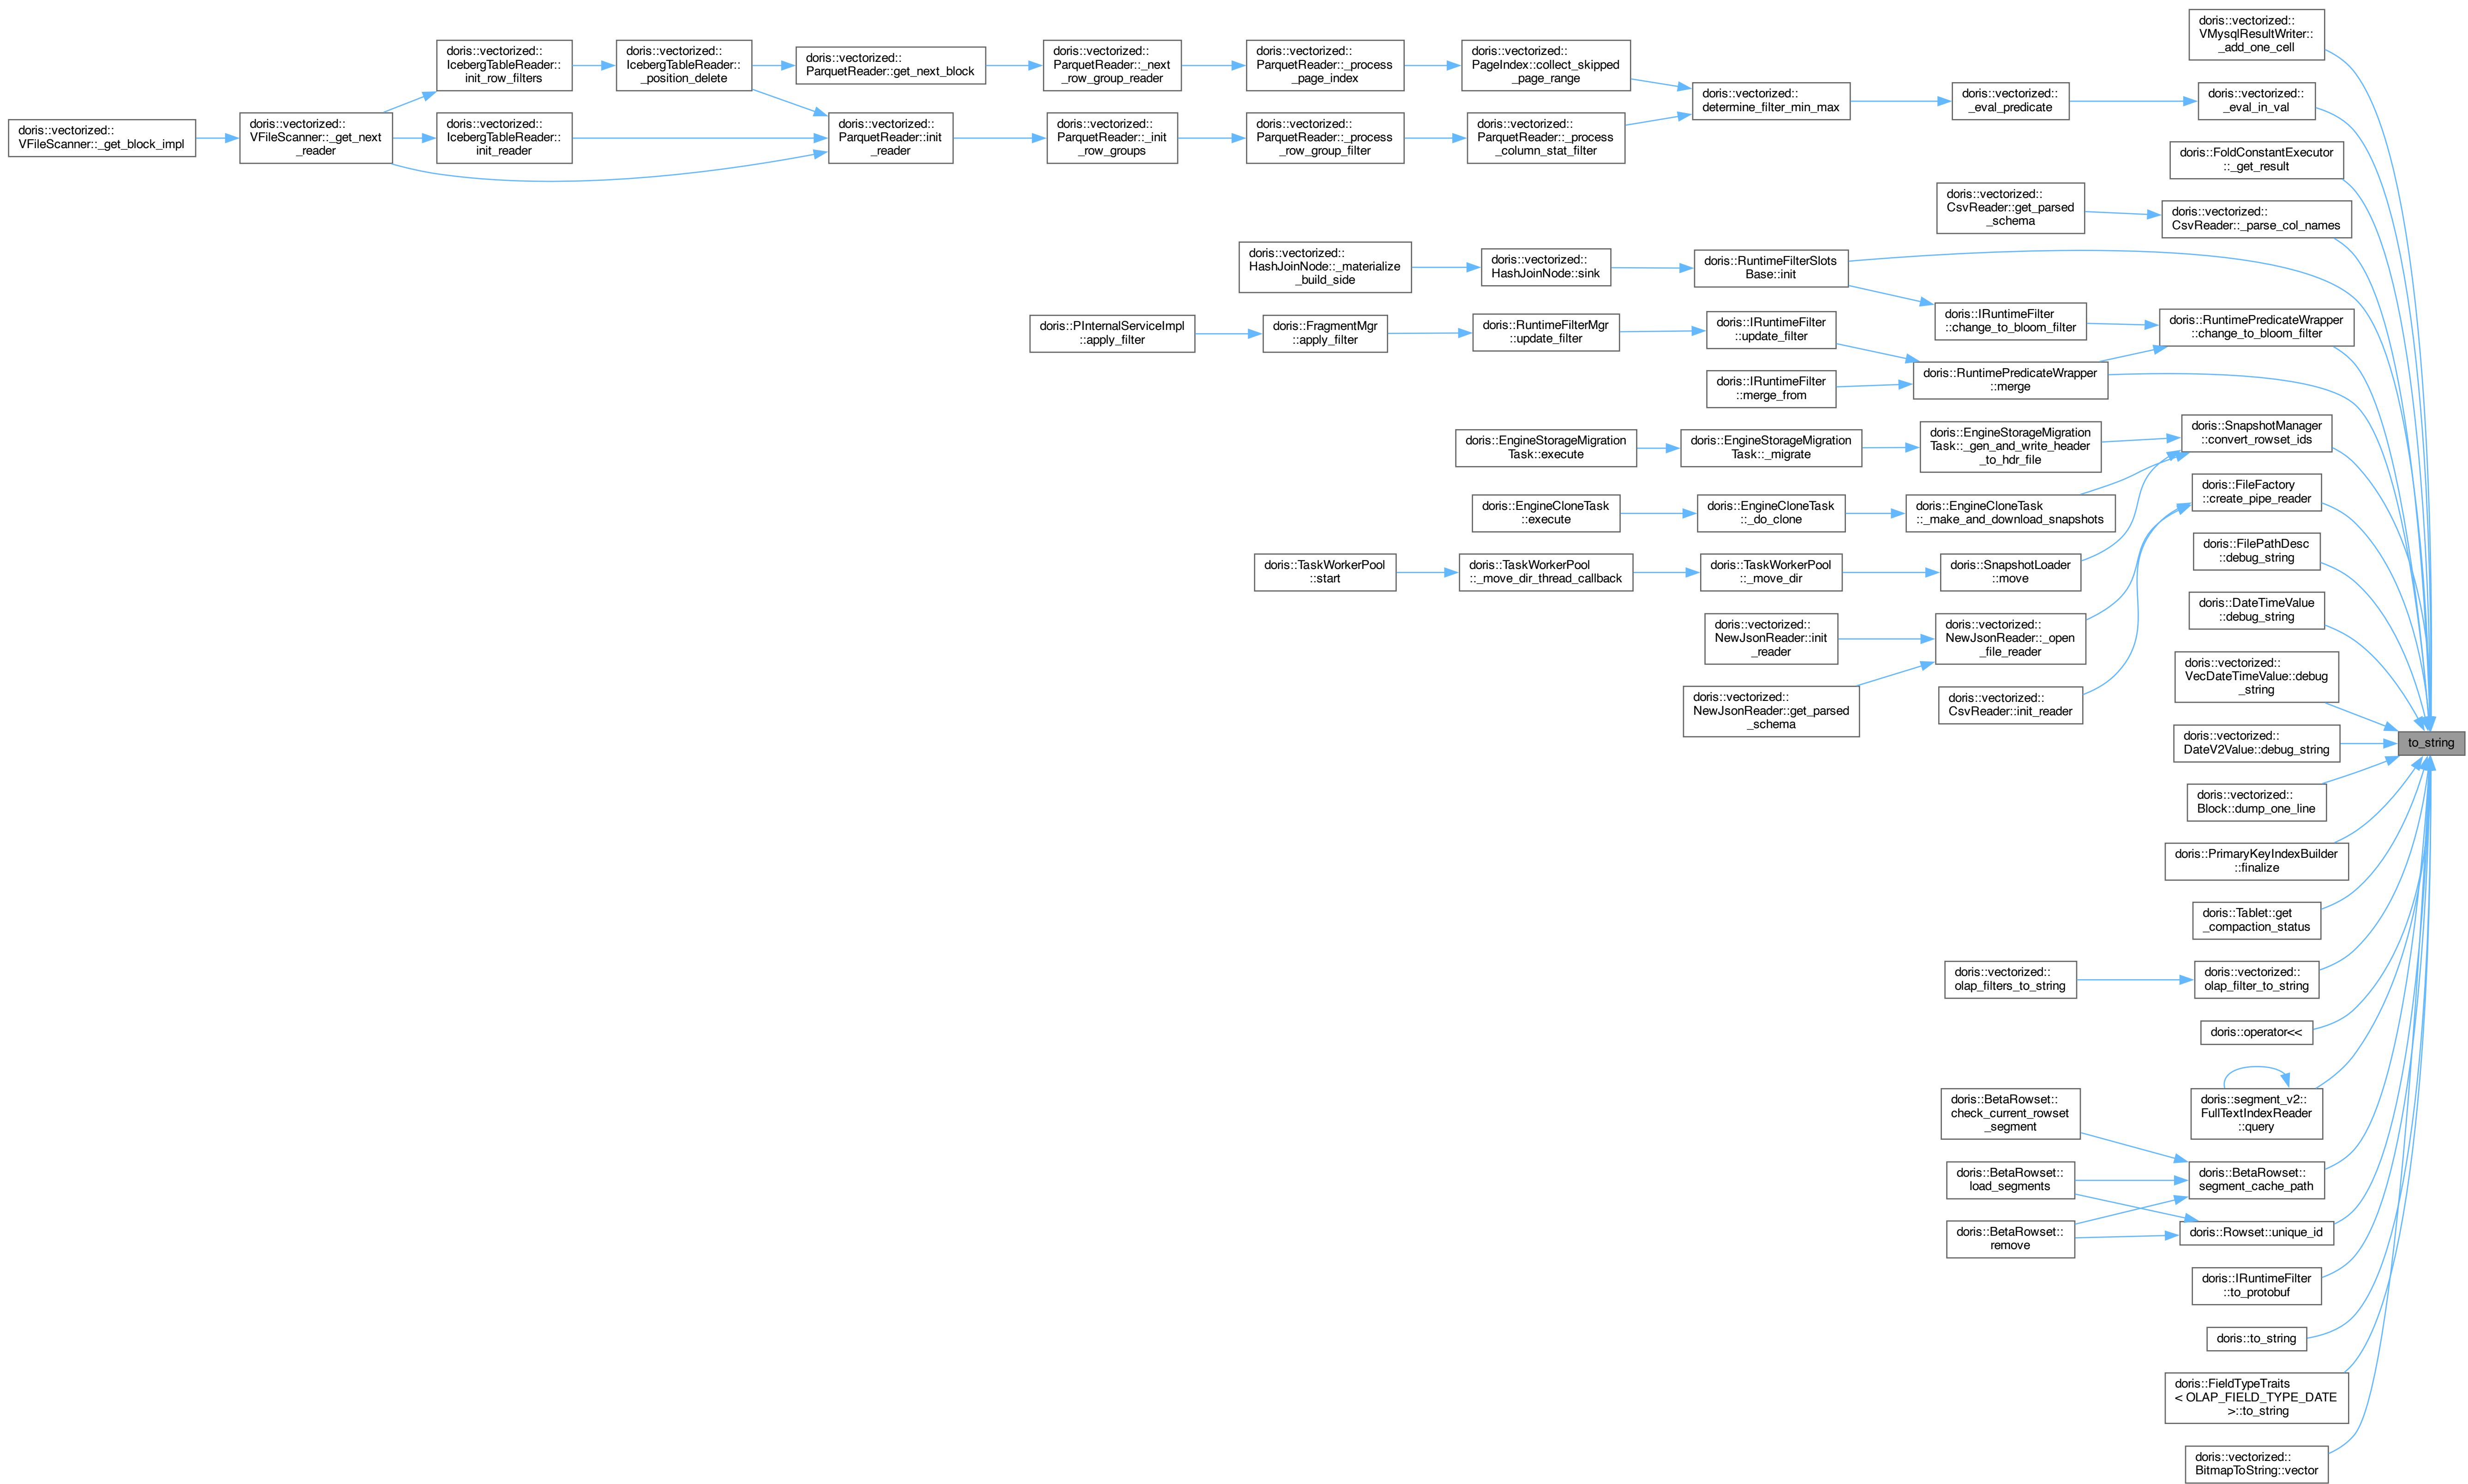 doris::vectorized::
VFileScanner::_get_block_impl
doris::vectorized::
VFileScanner::_get_next
_reader
doris::vectorized::
IcebergTableReader::
init_row_filters
doris::vectorized::
IcebergTableReader::
init_reader
doris::vectorized::
IcebergTableReader::
_position_delete
doris::vectorized::
ParquetReader::get_next_block
doris::vectorized::
ParquetReader::init
_reader
doris::vectorized::
ParquetReader::_next
_row_group_reader
doris::vectorized::
ParquetReader::_init
_row_groups
doris::vectorized::
ParquetReader::_process
_page_index
doris::vectorized::
ParquetReader::_process
_row_group_filter
doris::vectorized::
PageIndex::collect_skipped
_page_range
doris::vectorized::
ParquetReader::_process
_column_stat_filter
doris::vectorized::
determine_filter_min_max
doris::vectorized::
_eval_predicate
doris::vectorized::
VMysqlResultWriter::
_add_one_cell
doris::vectorized::
_eval_in_val
doris::FoldConstantExecutor
::_get_result
doris::vectorized::
CsvReader::get_parsed
_schema
doris::vectorized::
CsvReader::_parse_col_names
doris::vectorized::
HashJoinNode::_materialize
_build_side
doris::vectorized::
HashJoinNode::sink
doris::RuntimeFilterSlots
Base::init
doris::IRuntimeFilter
::change_to_bloom_filter
doris::RuntimePredicateWrapper
::change_to_bloom_filter
doris::PInternalServiceImpl
::apply_filter
doris::FragmentMgr
::apply_filter
doris::RuntimeFilterMgr
::update_filter
doris::IRuntimeFilter
::update_filter
doris::IRuntimeFilter
::merge_from
doris::RuntimePredicateWrapper
::merge
doris::EngineStorageMigration
Task::execute
doris::EngineStorageMigration
Task::_migrate
doris::EngineStorageMigration
Task::_gen_and_write_header
_to_hdr_file
doris::SnapshotManager
::convert_rowset_ids
doris::EngineCloneTask
::execute
doris::EngineCloneTask
::_do_clone
doris::EngineCloneTask
::_make_and_download_snapshots
doris::FileFactory
::create_pipe_reader
doris::TaskWorkerPool
::start
doris::TaskWorkerPool
::_move_dir_thread_callback
doris::TaskWorkerPool
::_move_dir
doris::SnapshotLoader
::move
doris::FilePathDesc
::debug_string
doris::vectorized::
NewJsonReader::init
_reader
doris::vectorized::
NewJsonReader::_open
_file_reader
doris::DateTimeValue
::debug_string
doris::vectorized::
NewJsonReader::get_parsed
_schema
doris::vectorized::
CsvReader::init_reader
doris::vectorized::
VecDateTimeValue::debug
_string
doris::vectorized::
DateV2Value::debug_string
to_string
doris::vectorized::
Block::dump_one_line
doris::PrimaryKeyIndexBuilder
::finalize
doris::Tablet::get
_compaction_status
doris::vectorized::
olap_filters_to_string
doris::vectorized::
olap_filter_to_string
doris::operator<<
doris::segment_v2::
FullTextIndexReader
::query
doris::BetaRowset::
check_current_rowset
_segment
doris::BetaRowset::
load_segments
doris::BetaRowset::
segment_cache_path
doris::BetaRowset::
remove
doris::Rowset::unique_id
doris::IRuntimeFilter
::to_protobuf
doris::to_string
doris::FieldTypeTraits
< OLAP_FIELD_TYPE_DATE
>::to_string
doris::vectorized::
BitmapToString::vector